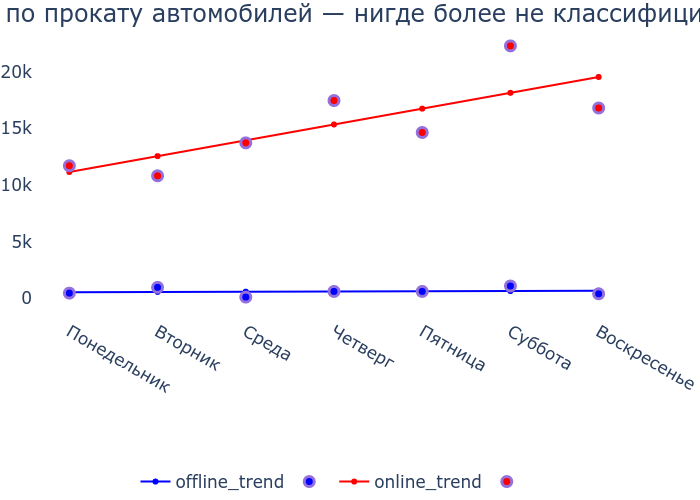 по прокату автомобилей — нигде более не классифици
20k
15k
10k
5k
0
Понедельник
Вторник
Среда
Четверг
Пятница
Суббота
Воскресенье
offline_trend
online_trend